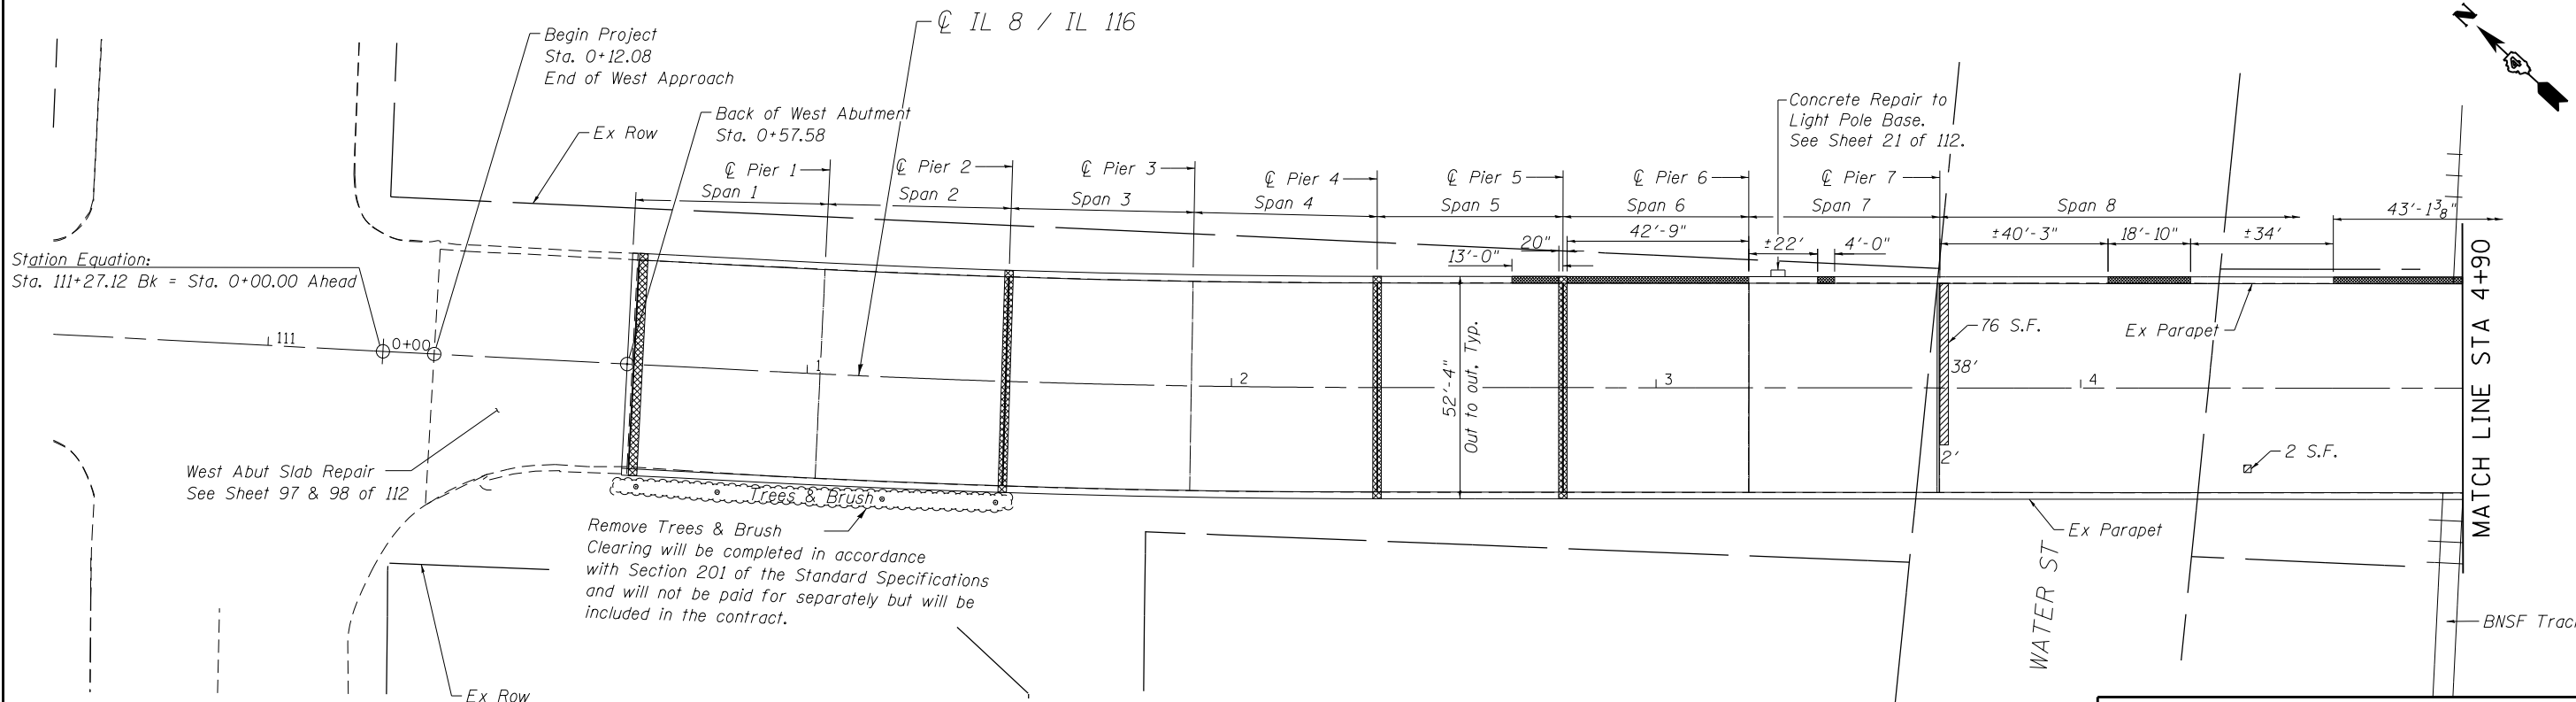 ℄ IL 8 / IL 116
N
Begin Project
Sta. 0+12.08
End of West Approach
Back of West Abutment
Sta. 0+57.58
Ex Row
Concrete Repair to
Light Pole Base.
See Sheet 21 of 112.
℄ Pier 1
℄ Pier 2
℄ Pier 3
℄ Pier 4
℄ Pier 5
℄ Pier 6
℄ Pier 7
Span 1
Span 2
Span 3
Span 4
Span 5
Span 6
Span 7
Span 8
43'-1 3/8"
42'-9"
±40'-3"
18'-10"
±34'
20"
±22'
4'-0"
13'-0"
Station Equation:
Sta. 111+27.12 Bk = Sta. 0+00.00 Ahead
111
0+00
1
2
3
4
52'-4"
Out to out, Typ.
76 S.F.
38'
2'
Ex Parapet
2 S.F.
MATCH LINE STA 4+90
West Abut Slab Repair
See Sheet 97 & 98 of 112
Trees & Brush
Remove Trees & Brush
Clearing will be completed in accordance
with Section 201 of the Standard Specifications
and will not be paid for separately but will be
included in the contract.
Ex Parapet
WATER ST
BNSF Trac
Ex Row